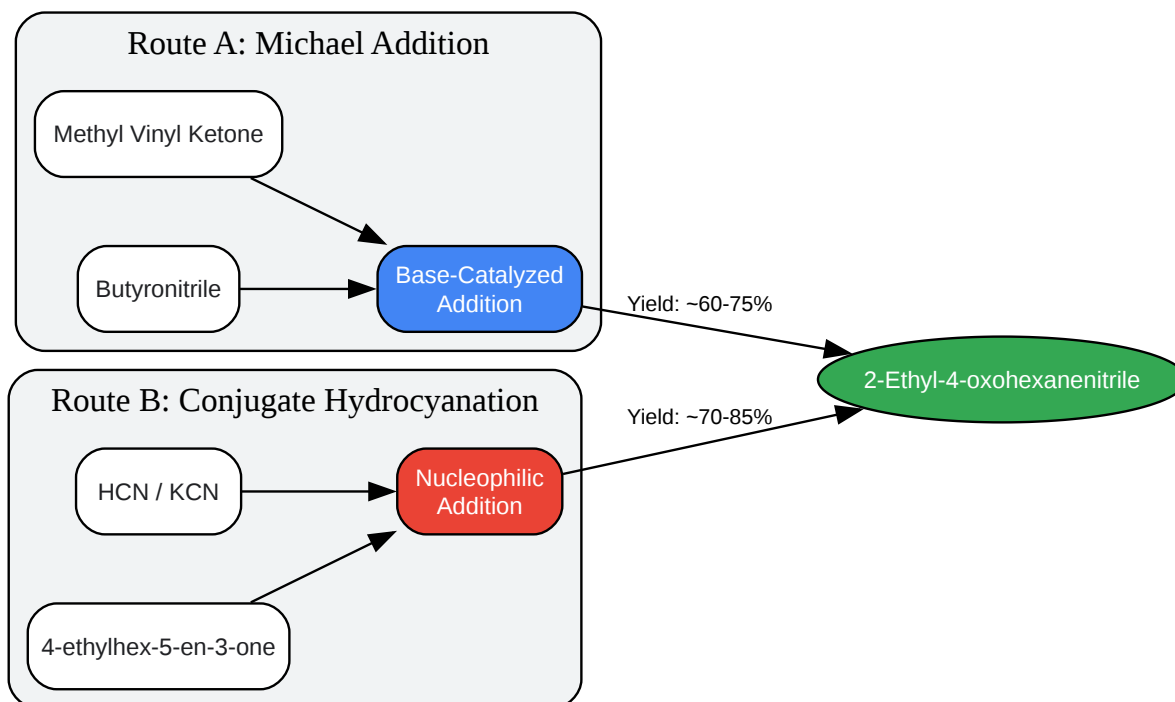 Route A: Michael Addition
Methyl Vinyl Ketone
Butyronitrile
Base-Catalyzed
Addition
Yield: ~60-75%
2-Ethyl-4-oxohexanenitrile
Route B: Conjugate Hydrocyanation
Yield: ~70-85%
HCN / KCN
Nucleophilic
Addition
4-ethylhex-5-en-3-one